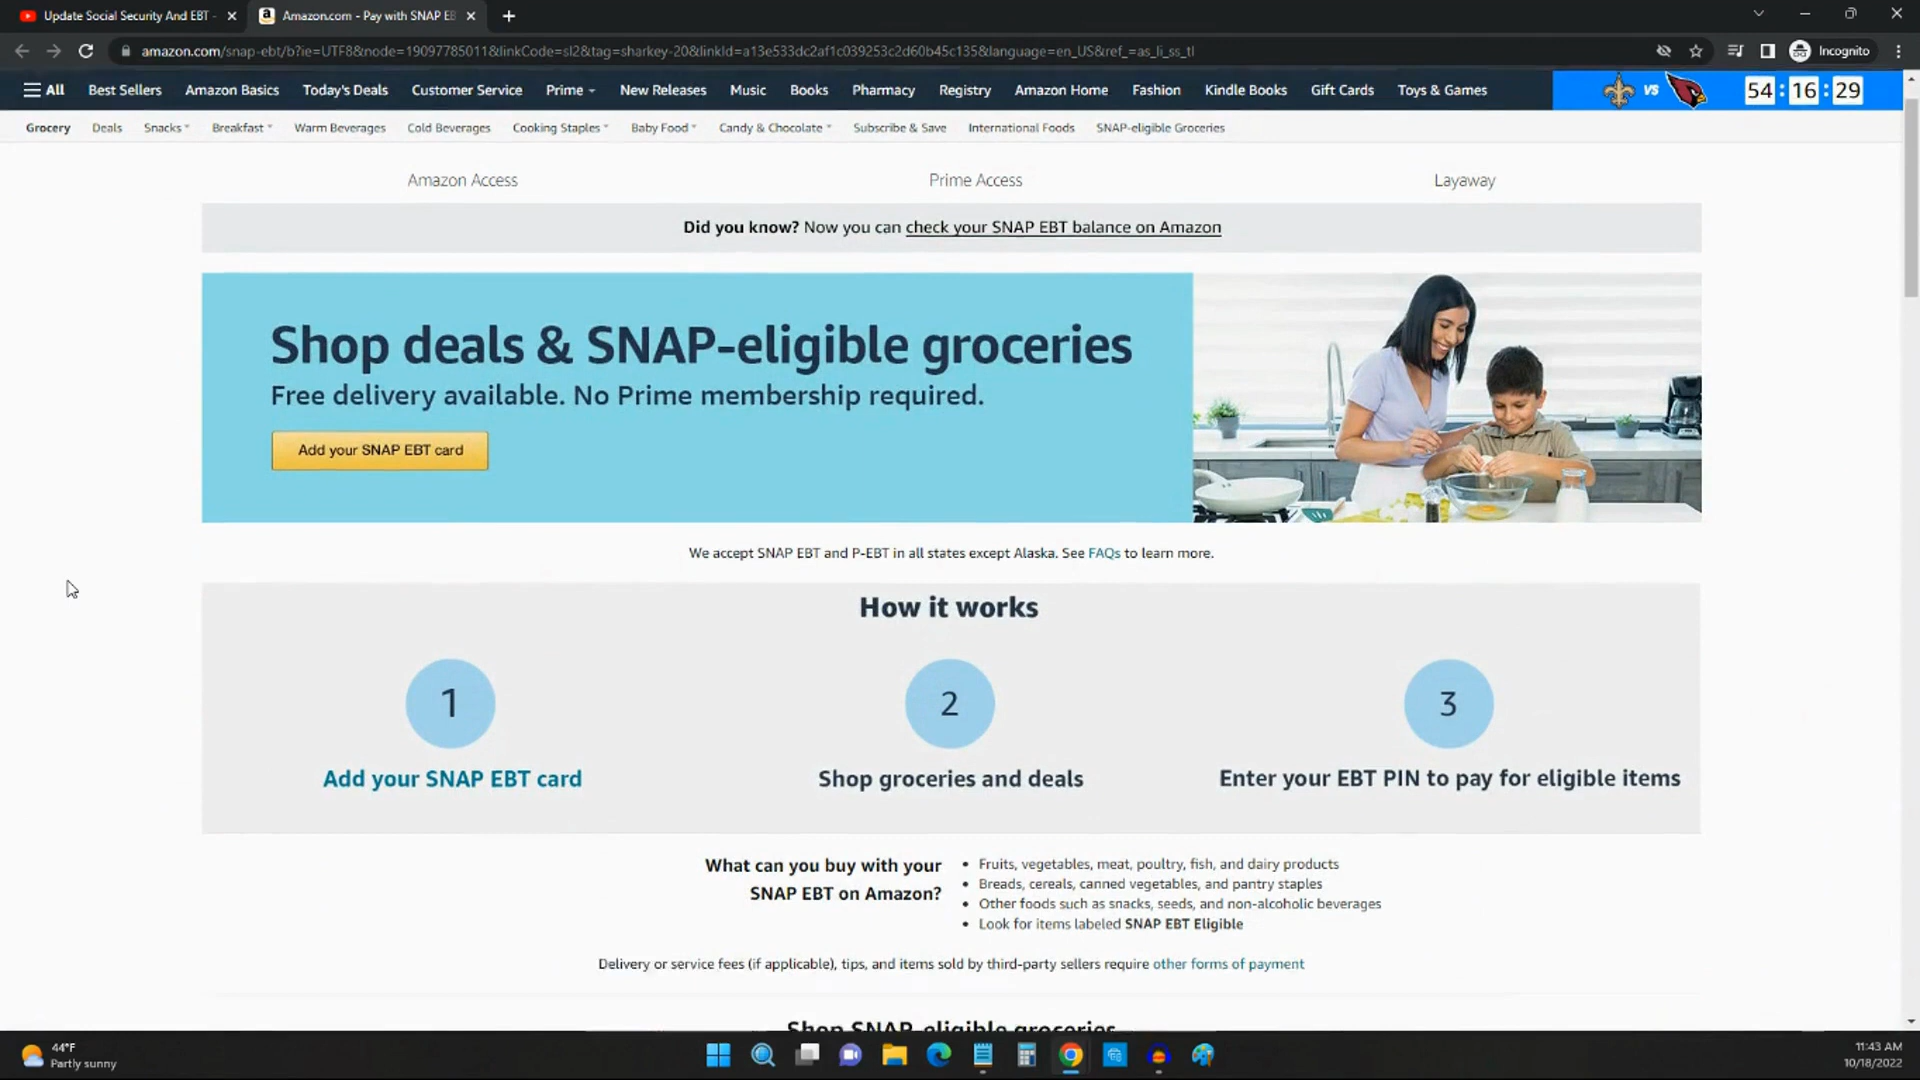 Update Social Security And EBT -
Amazon.com - Pay with SNAP EB
amazon.com/snap-ebt/b?ie=UTF8&node=19097785011&linkCode=sl2&tag=sharkey-20&linkId=a13e533dc2af1c039253c2d60b45c135&language=en_US&ref_=as_li_ss_tl
Incognito
All Best Sellers Amazon Basics Today's Deals Customer Service Prime New Releases Music Books Pharmacy Registry Amazon Home Fashion Kindle Books Gift Cards Toys & Games VS 54 : 16 : 29
Grocery Deals Snacks Breakfast Warm Beverages Cold Beverages Cooking Staples Baby Food Candy & Chocolate Subscribe & Save International Foods SNAP-eligible Groceries
Amazon Access Prime Access Layaway
Did you know? Now you can check your SNAP EBT balance on Amazon
Shop deals & SNAP-eligible groceries
Free delivery available. No Prime membership required.
Add your SNAP EBT card
We accept SNAP EBT and P-EBT in all states except Alaska. See FAQs to learn more.
How it works
1 2 3
Add your SNAP EBT card Shop groceries and deals Enter your EBT PIN to pay for eligible items
What can you buy with your
SNAP EBT on Amazon?
• Fruits, vegetables, meat, poultry, fish, and dairy products
• Breads, cereals, canned vegetables, and pantry staples
• Other foods such as snacks, seeds, and non-alcoholic beverages
• Look for items labeled SNAP EBT Eligible
Delivery or service fees (if applicable), tips, and items sold by third-party sellers require other forms of payment
Shop SNAP-eligible groceries
44°F
Partly sunny
11:43 AM
10/18/2022